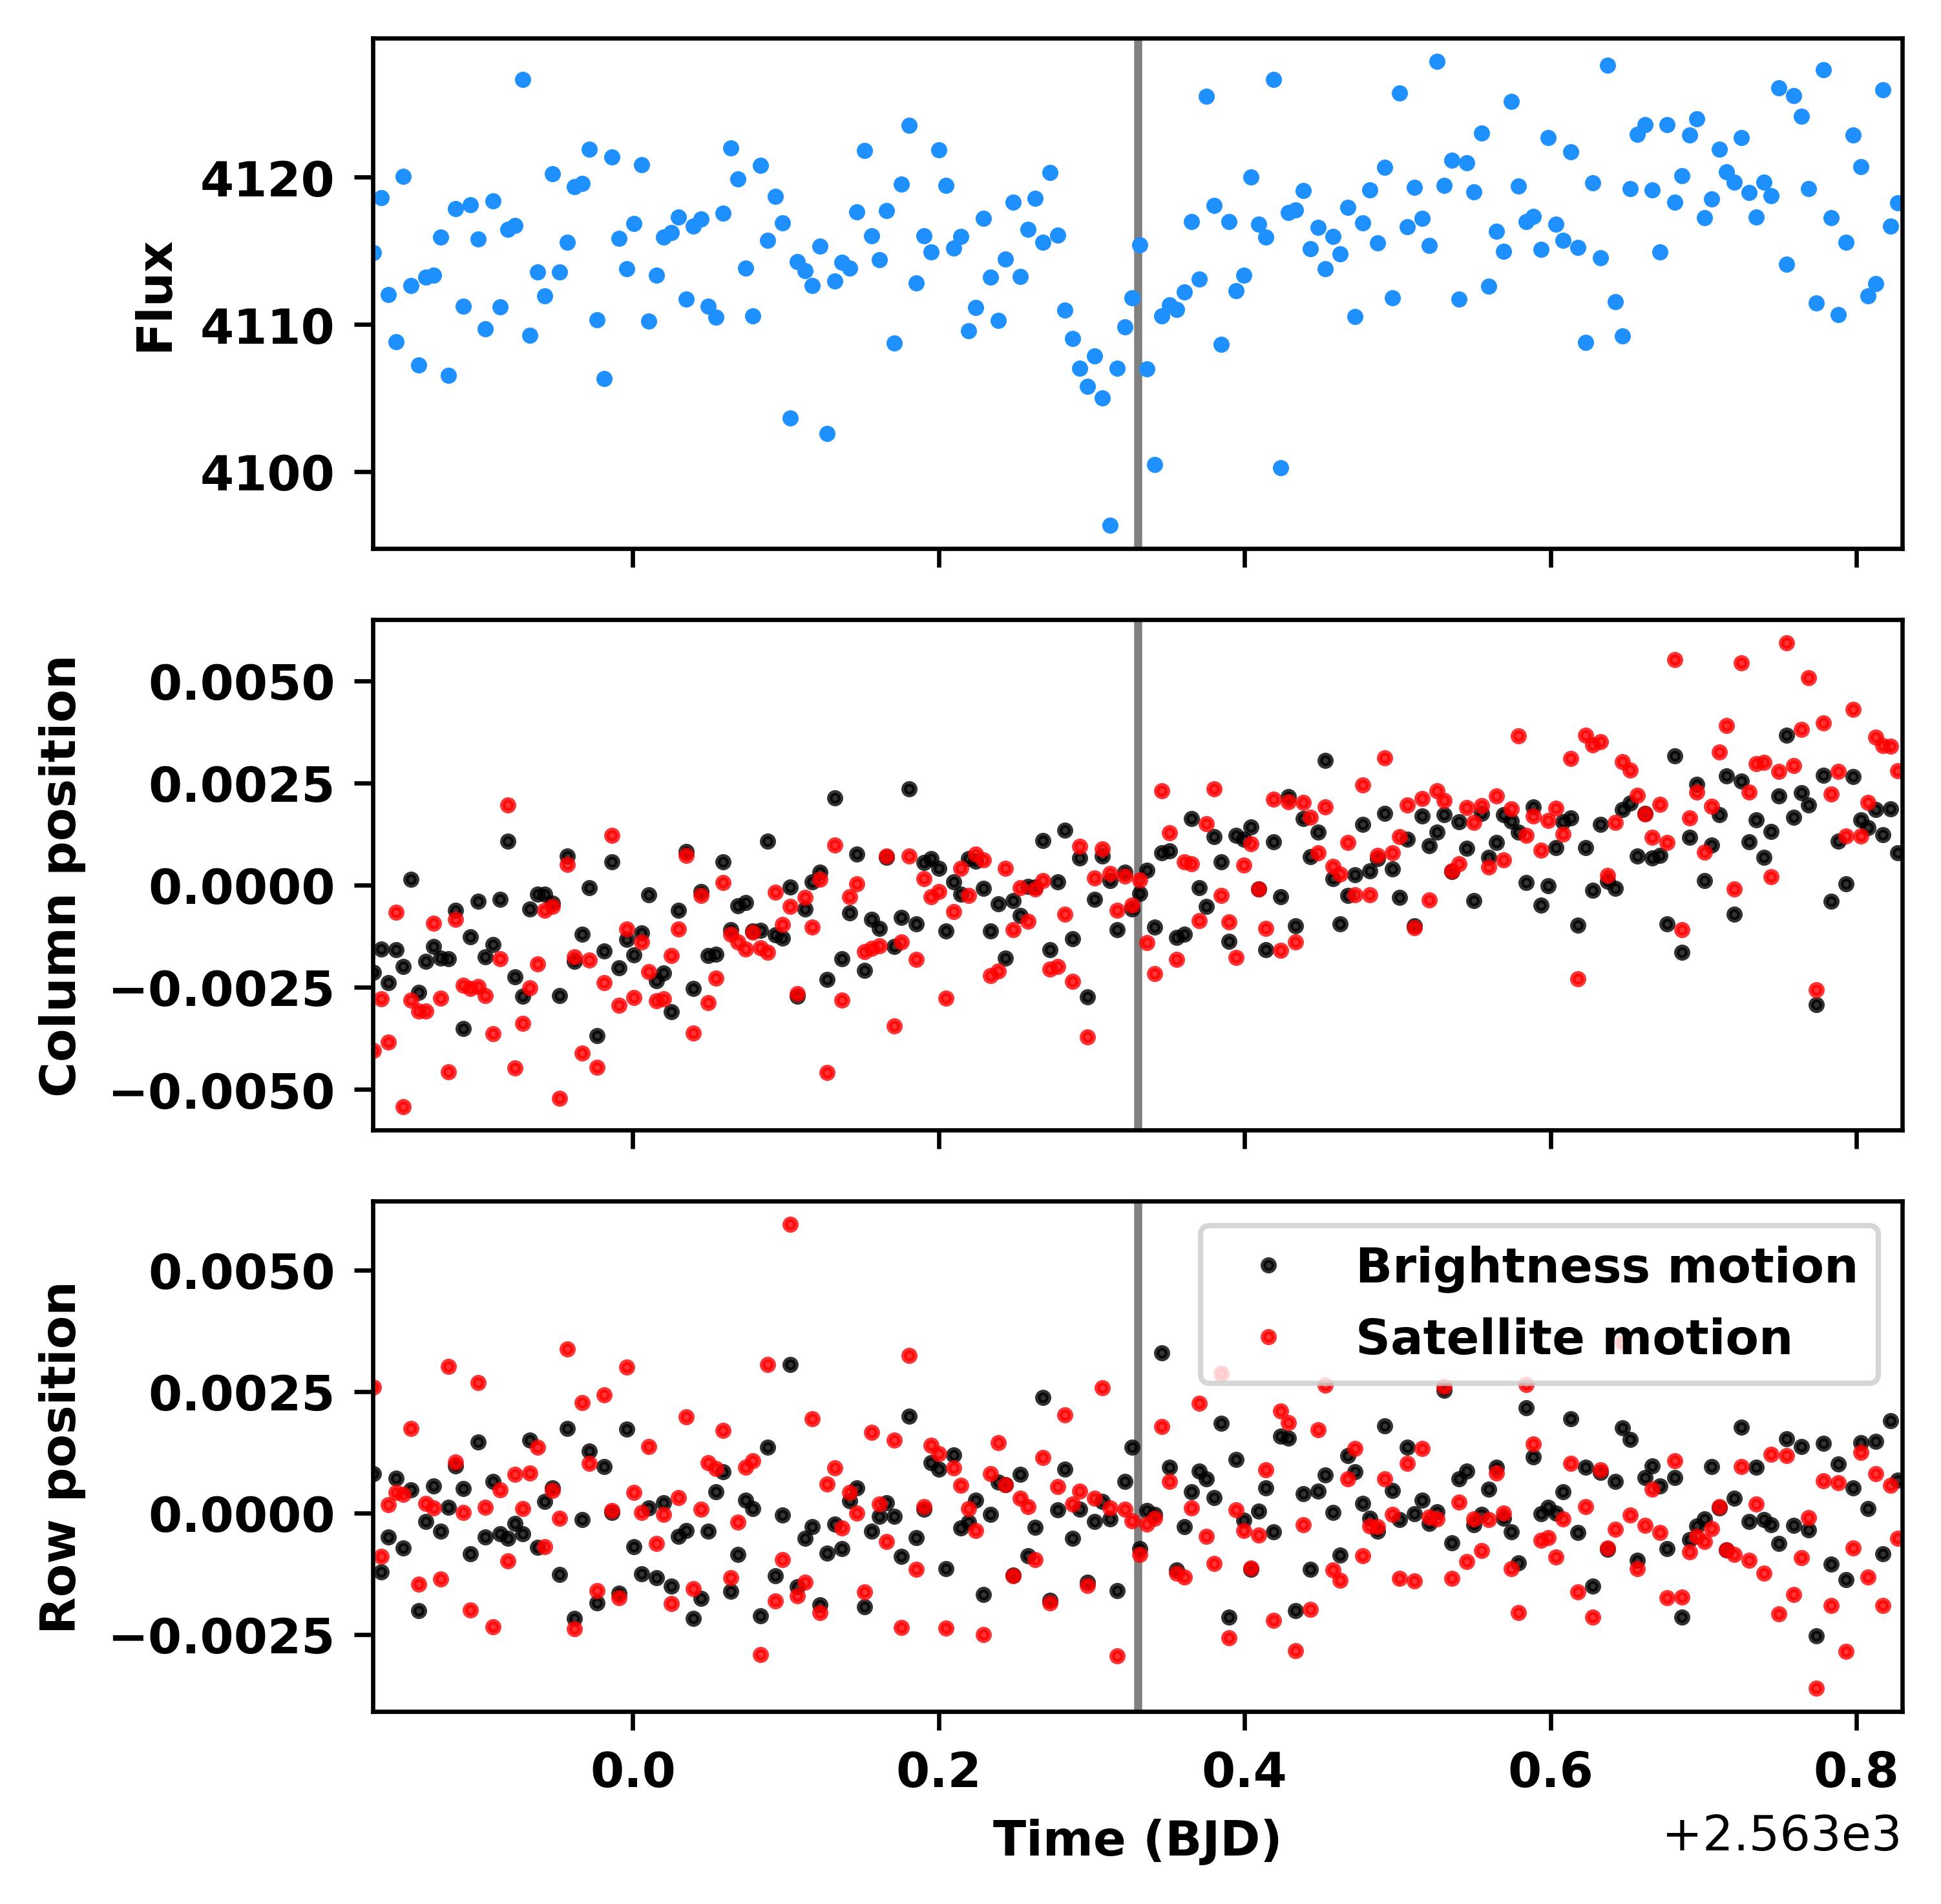 Flux
4120
4110
4100
Column position
0.0050
0.0025
0.0000
−0.0025
−0.0050
Row position
0.0050
0.0025
0.0000
−0.0025
Brightness motion
Satellite motion
0.0 0.2 0.4 0.6 0.8
Time (BJD)
+2.563e3